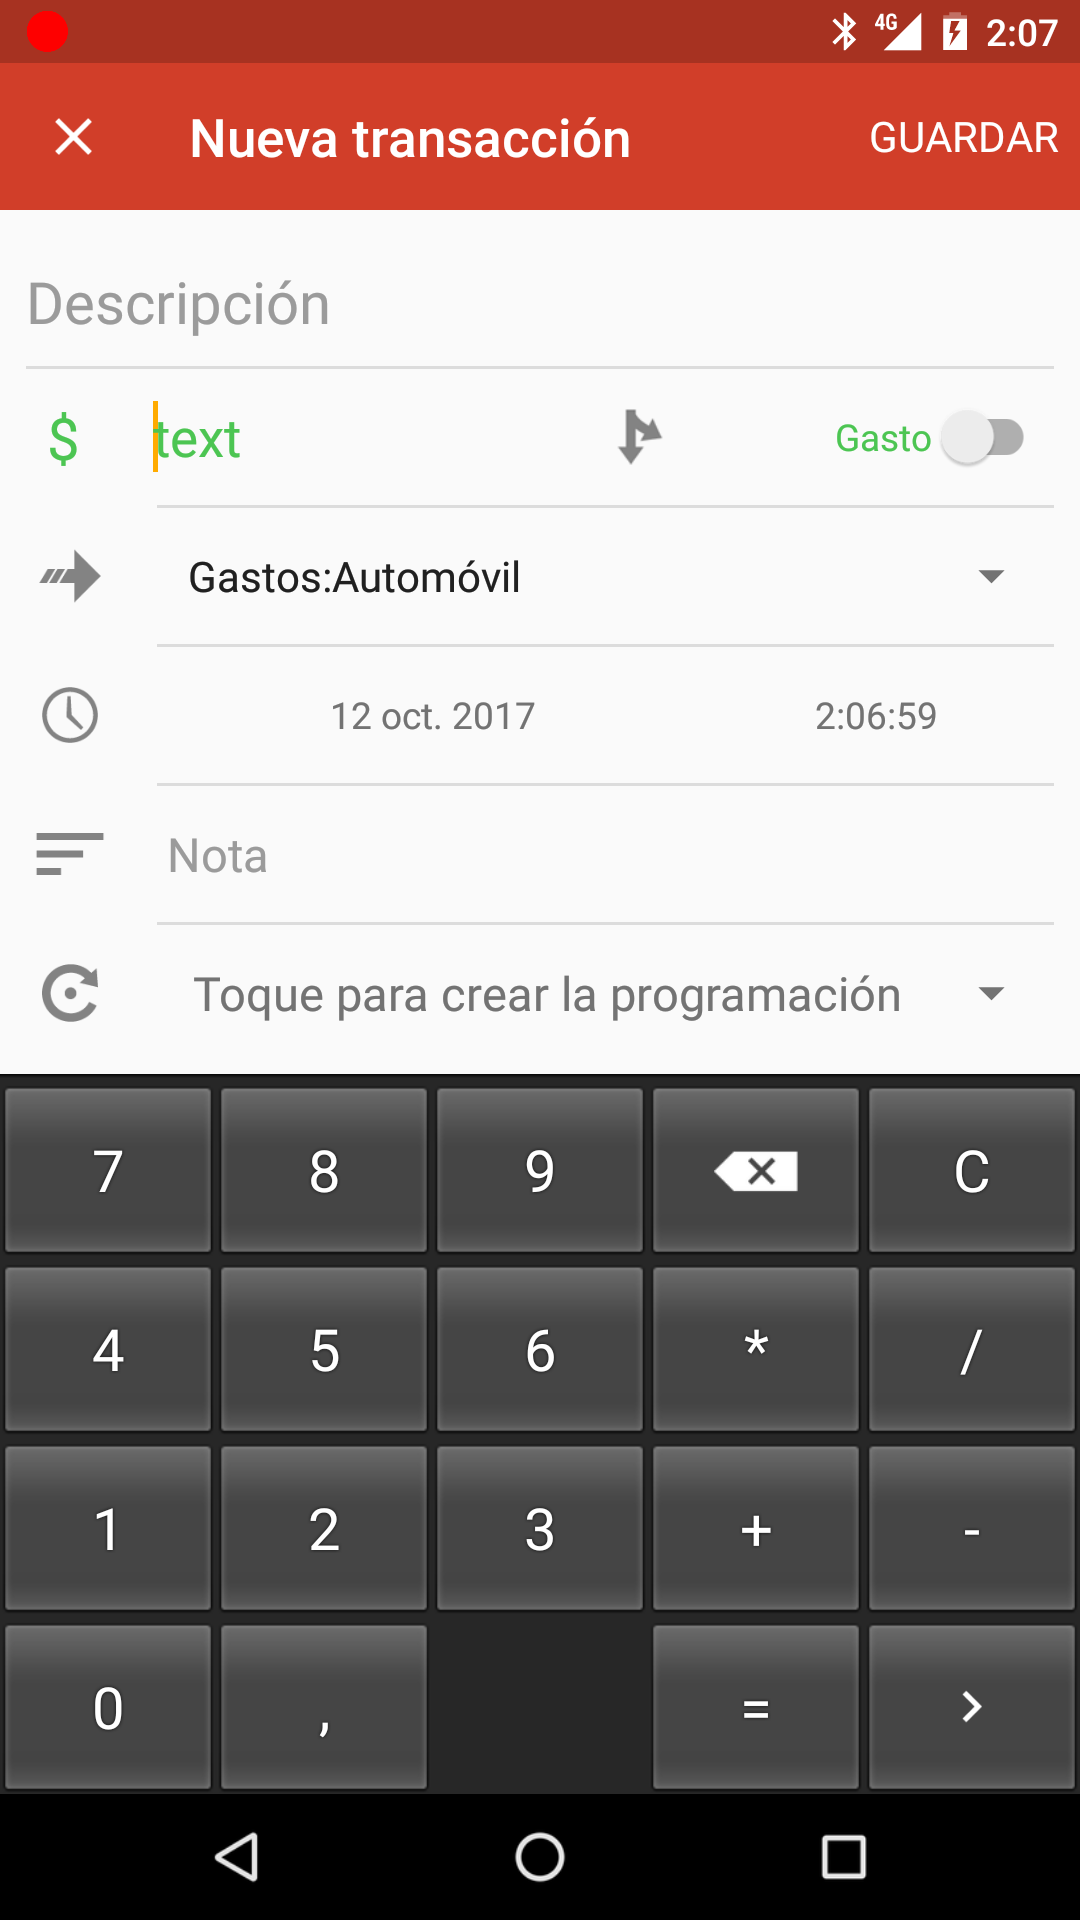 4G 2:07
Nueva transacción GUARDAR
Descripción
$ text Gasto
Gastos:Automóvil
12 oct. 2017 2:06:59
Nota
Toque para crear la programación
7 8 9 C
4 5 6 * /
1 2 3 + -
0 , = >